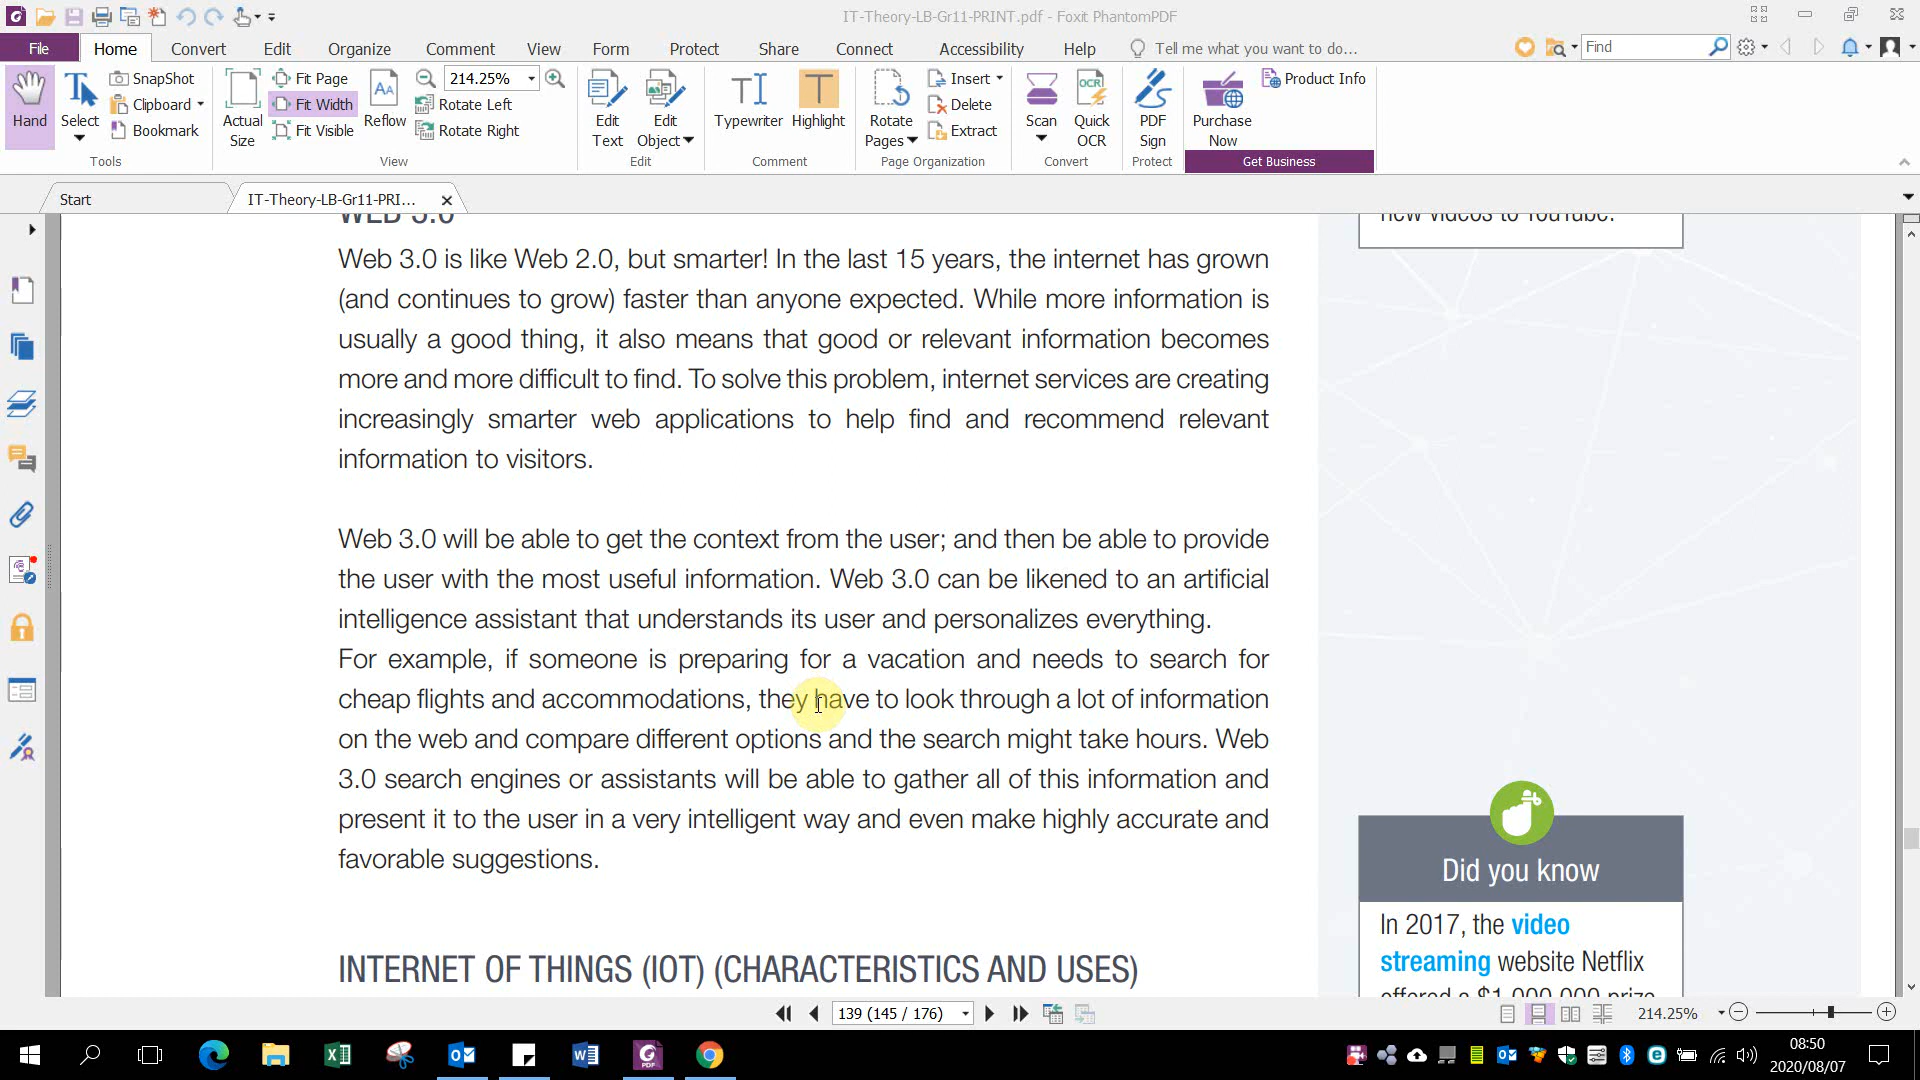 IT-Theory-LB-Gr11-PRINT.pdf - Foxit PhantomPDF
File Home Convert Edit Organize Comment View Form Protect Share Connect Accessibility Help Tell me what you want to do... Find
Hand
Select
SnapShot
Clipboard
Bookmark
Tools
Actual Size
Fit Page
Fit Width
Fit Visible
Reflow
214.25%
Rotate Left
Rotate Right
View
Edit Text
Edit Object
Edit
Typewriter
Highlight
Comment
Rotate Pages
Insert
Delete
Extract
Page Organization
Scan
Quick OCR
Convert
PDF Sign
Protect
Purchase Now
Product Info
Get Business
Start
IT-Theory-LB-Gr11-PRI...
WEB 3.0
Web 3.0 is like Web 2.0, but smarter! In the last 15 years, the internet has grown
(and continues to grow) faster than anyone expected. While more information is
usually a good thing, it also means that good or relevant information becomes
more and more difficult to find. To solve this problem, internet services are creating
increasingly smarter web applications to help find and recommend relevant
information to visitors.
Web 3.0 will be able to get the context from the user; and then be able to provide
the user with the most useful information. Web 3.0 can be likened to an artificial
intelligence assistant that understands its user and personalizes everything.
For example, if someone is preparing for a vacation and needs to search for
cheap flights and accommodations, they have to look through a lot of information
on the web and compare different options and the search might take hours. Web
3.0 search engines or assistants will be able to gather all of this information and
present it to the user in a very intelligent way and even make highly accurate and
favorable suggestions.
INTERNET OF THINGS (IOT) (CHARACTERISTICS AND USES)
new videos to YouTube.
Did you know
In 2017, the video
streaming website Netflix
offered a $1 000 000 prize
139 (145 / 176)
214.25%
08:50
2020/08/07